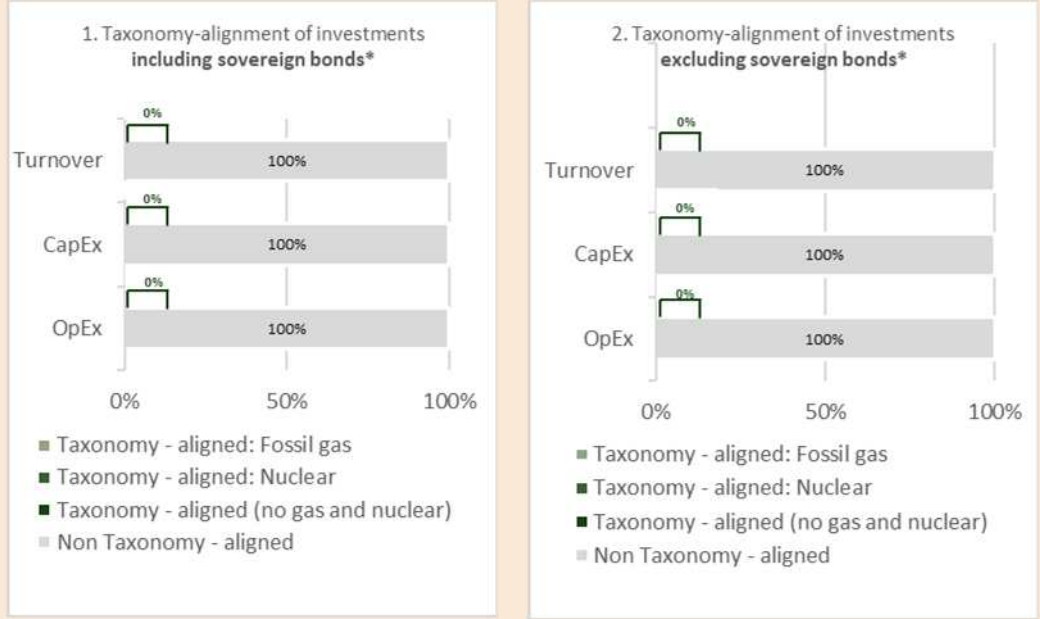 1. Taxonomy-alignment of investments
including sovereign bonds*
0%
Turnover
100%
0%
CapEx
100%
0%
OpEx
100%
0%
50%
100%
Taxonomy - aligned: Fossil gas
Taxonomy - aligned: Nuclear
Taxonomy - aligned (no gas and nuclear)
Non Taxonomy - aligned
2. Taxonomy-alignment of investments
excluding sovereign bonds*
0%
Turnover
100%
0%
CapEx
100%
0%
OpEx
100%
0%
50%
100%
Taxonomy - aligned: Fossil gas
Taxonomy - aligned: Nuclear
Taxonomy - aligned (no gas and nuclear)
Non Taxonomy - aligned